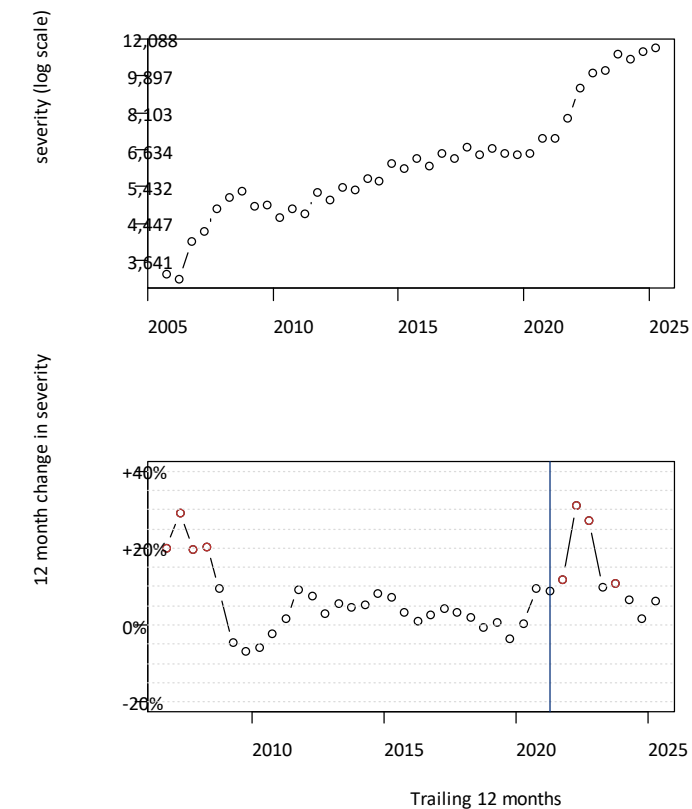 severity (log scale)
12,088
9,897
8,103
6,634
5,432
4,447
3,641
2005 2010 2015 2020 2025
12 month change in severity
+40%
+20%
0%
-20%
2010 2015 2020 2025
Trailing 12 months